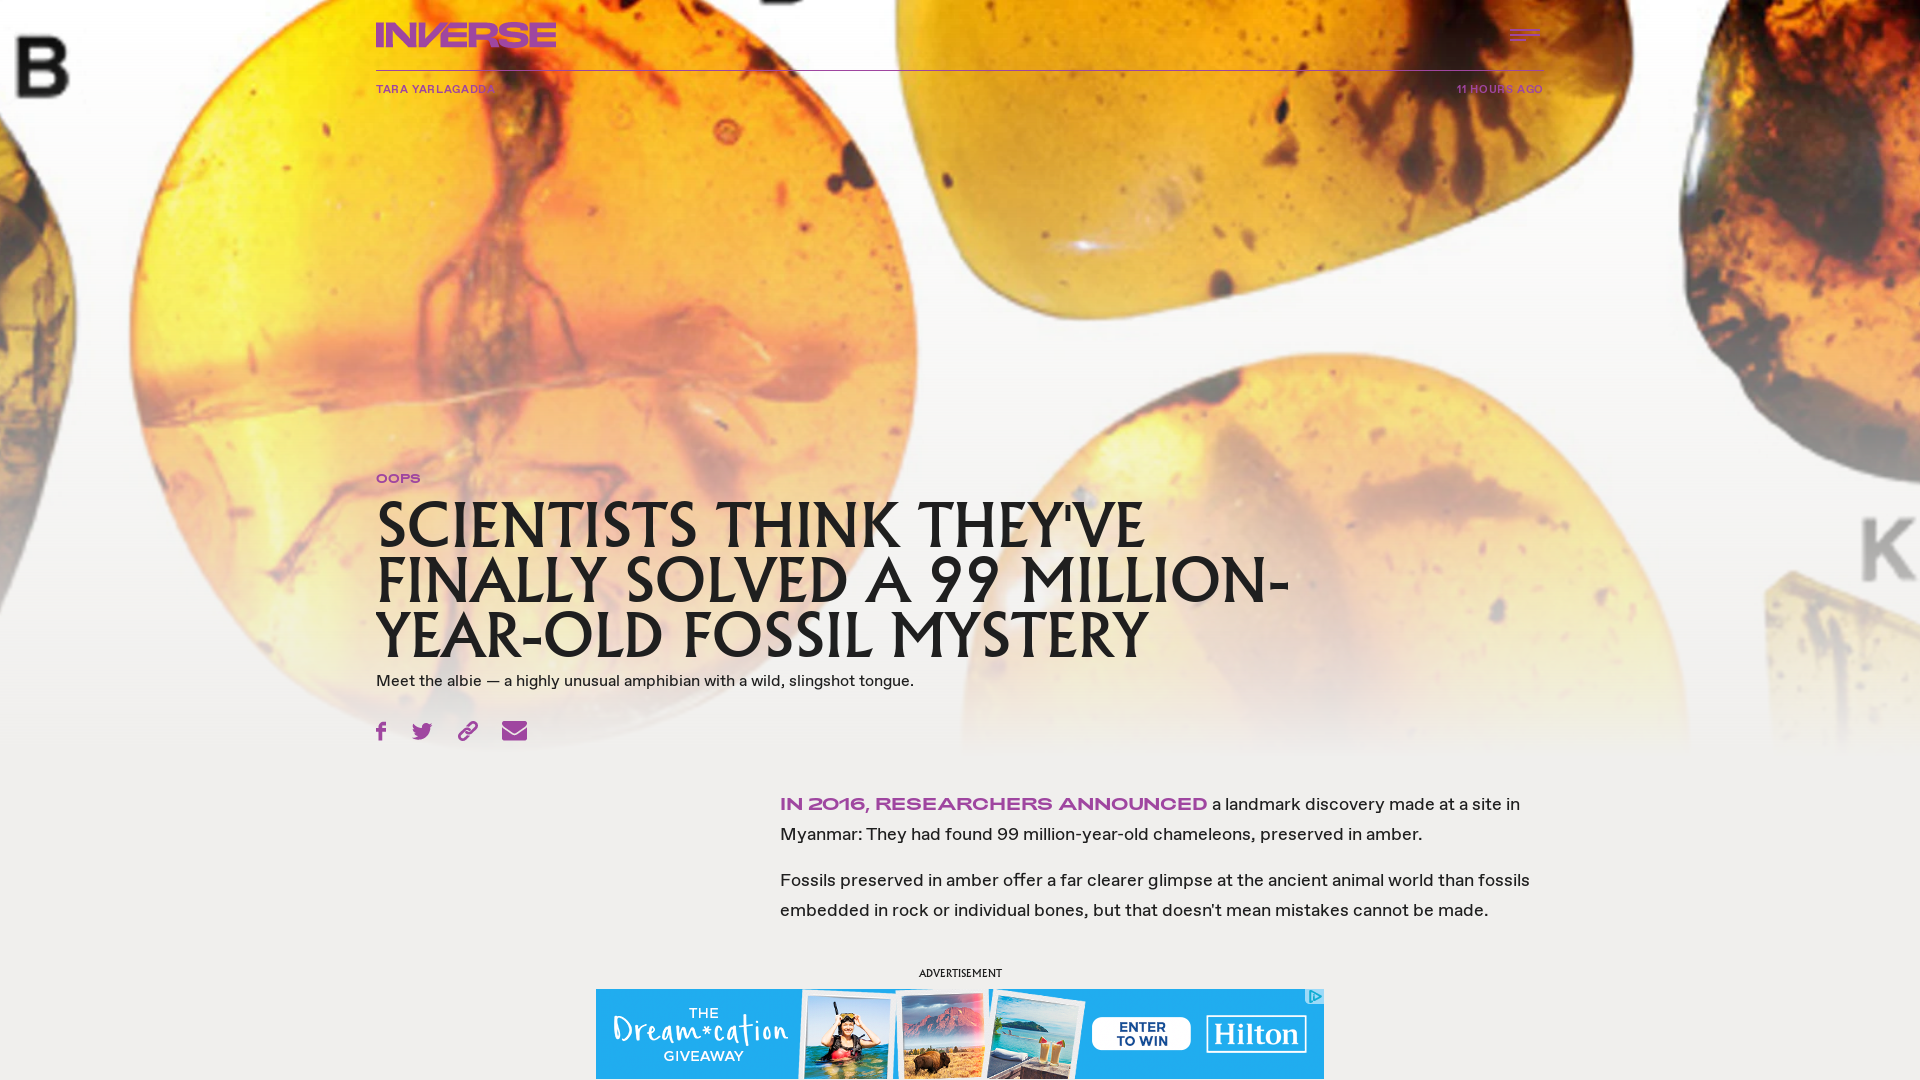 B
INVERSE
TARA YARLAGADDA
11 HOURS AGO
OOPS
SCIENTISTS THINK THEY'VE
FINALLY SOLVED A 99 MILLION-
YEAR-OLD FOSSIL MYSTERY
K
Meet the albie — a highly unusual amphibian with a wild, slingshot tongue.
IN 2016, RESEARCHERS ANNOUNCED a landmark discovery made at a site in
Myanmar: They had found 99 million-year-old chameleons, preserved in amber.
Fossils preserved in amber offer a far clearer glimpse at the ancient animal world than fossils
embedded in rock or individual bones, but that doesn't mean mistakes cannot be made.
ADVERTISEMENT
THE
Dream*cation
GIVEAWAY
ENTER
TO WIN
Hilton